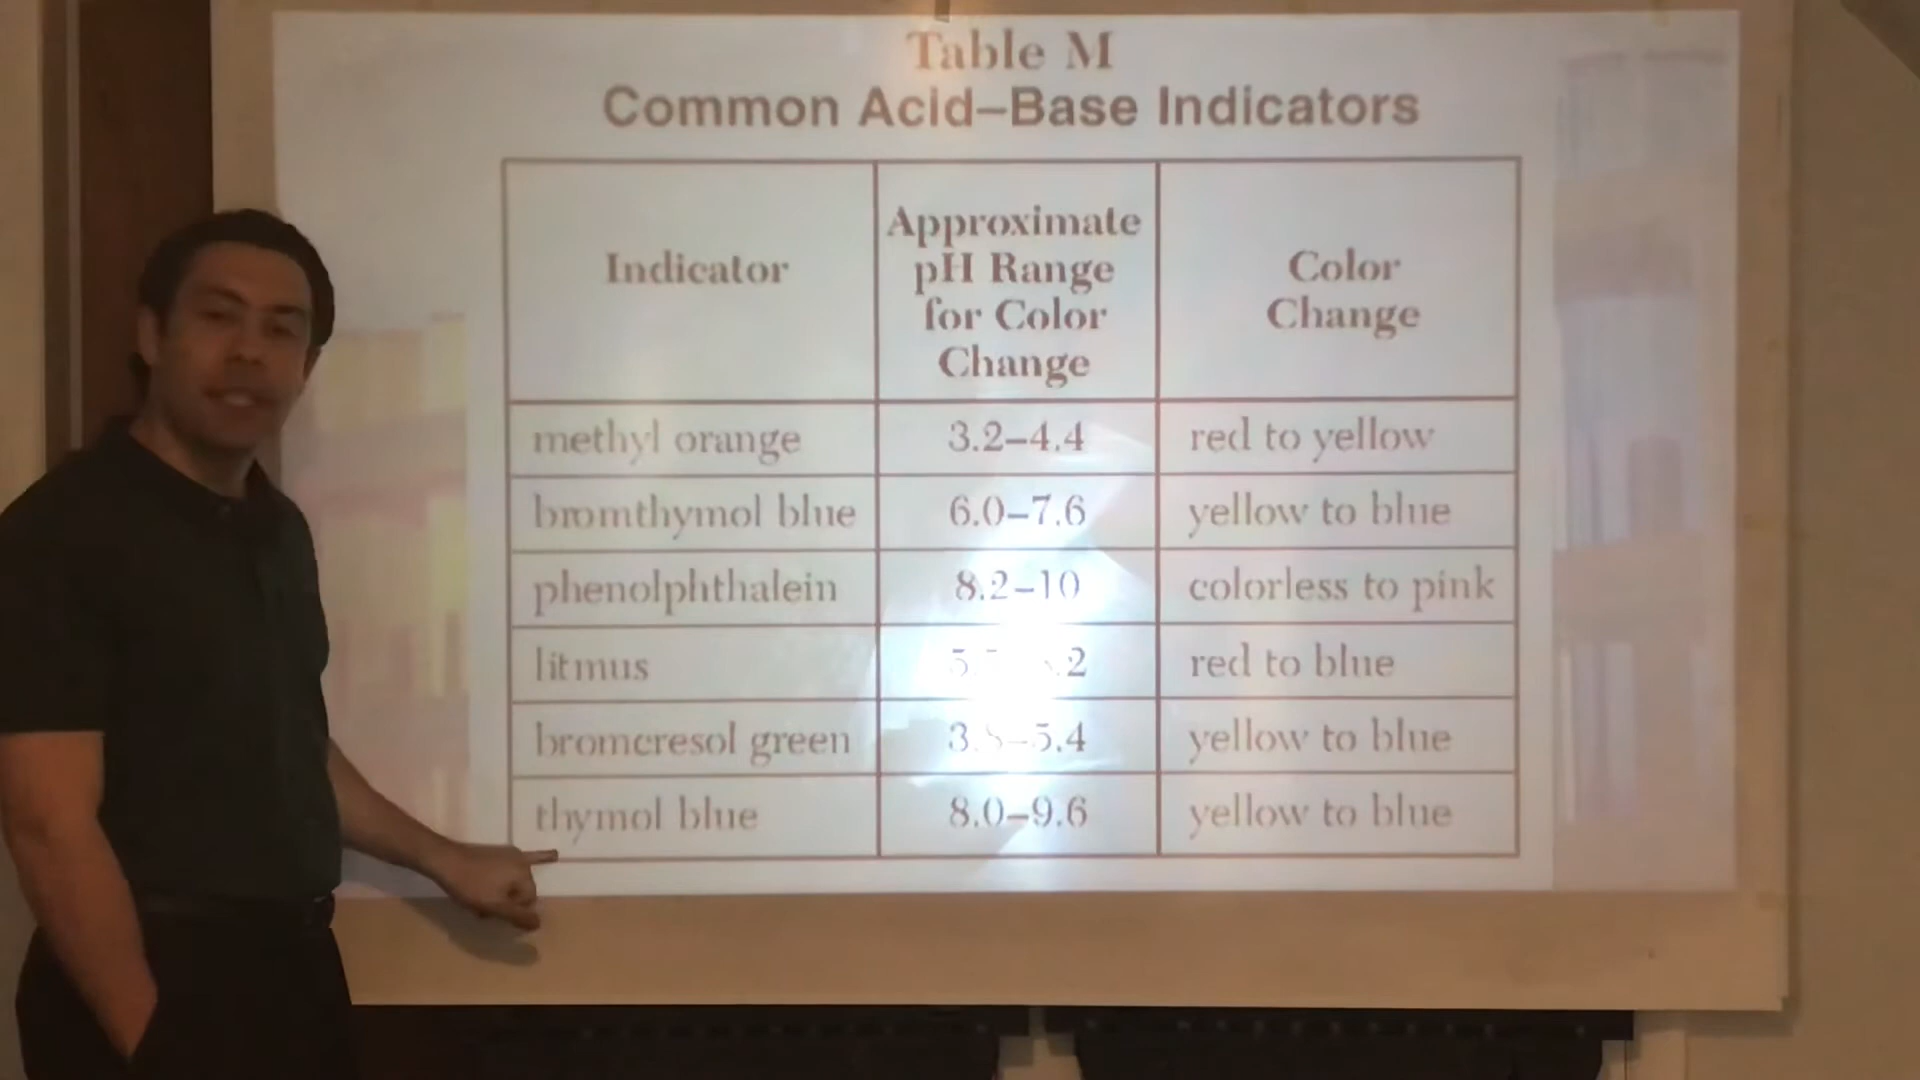 Table M
Common Acid–Base Indicators
Indicator
Approximate
pH Range
for Color
Change
Color
Change
methyl orange 3.2–4.4 red to yellow
bromthymol blue 6.0–7.6 yellow to blue
phenolphthalein 8.2–10 colorless to pink
litmus red to blue
bromcresol green yellow to blue
thymol blue 8.0–9.6 yellow to blue